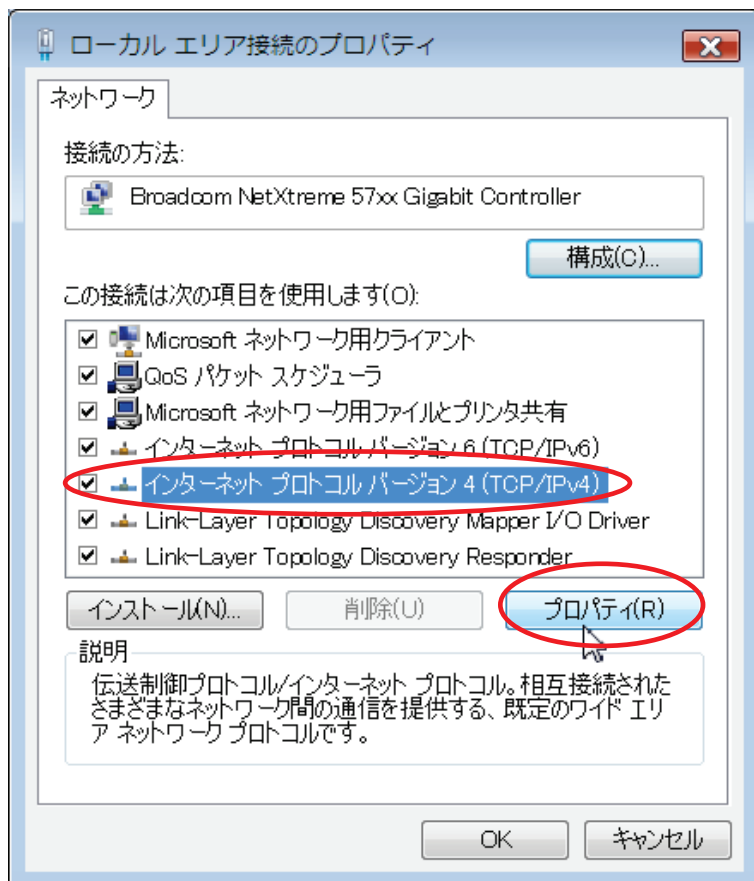 ローカル エリア接続のプロパティ
ネットワーク
接続の方法:
Broadcom NetXtreme 57xx Gigabit Controller
構成(C)...
この接続は次の項目を使用します(O):
Microsoft ネットワーク用クライアント
QoS パケット スケジューラ
Microsoft ネットワーク用ファイルとプリンタ共有
インターネット プロトコル バージョン 6 (TCP/IPv6)
インターネット プロトコル バージョン 4 (TCP/IPv4)
Link-Layer Topology Discovery Mapper I/O Driver
Link-Layer Topology Discovery Responder
インストール(N)... 削除(U) プロパティ(R)
説明
伝送制御プロトコル/インターネット プロトコル。相互接続された
さまざまなネットワーク間の通信を提供する、既定のワイド エリ
ア ネットワーク プロトコルです。
OK キャンセル